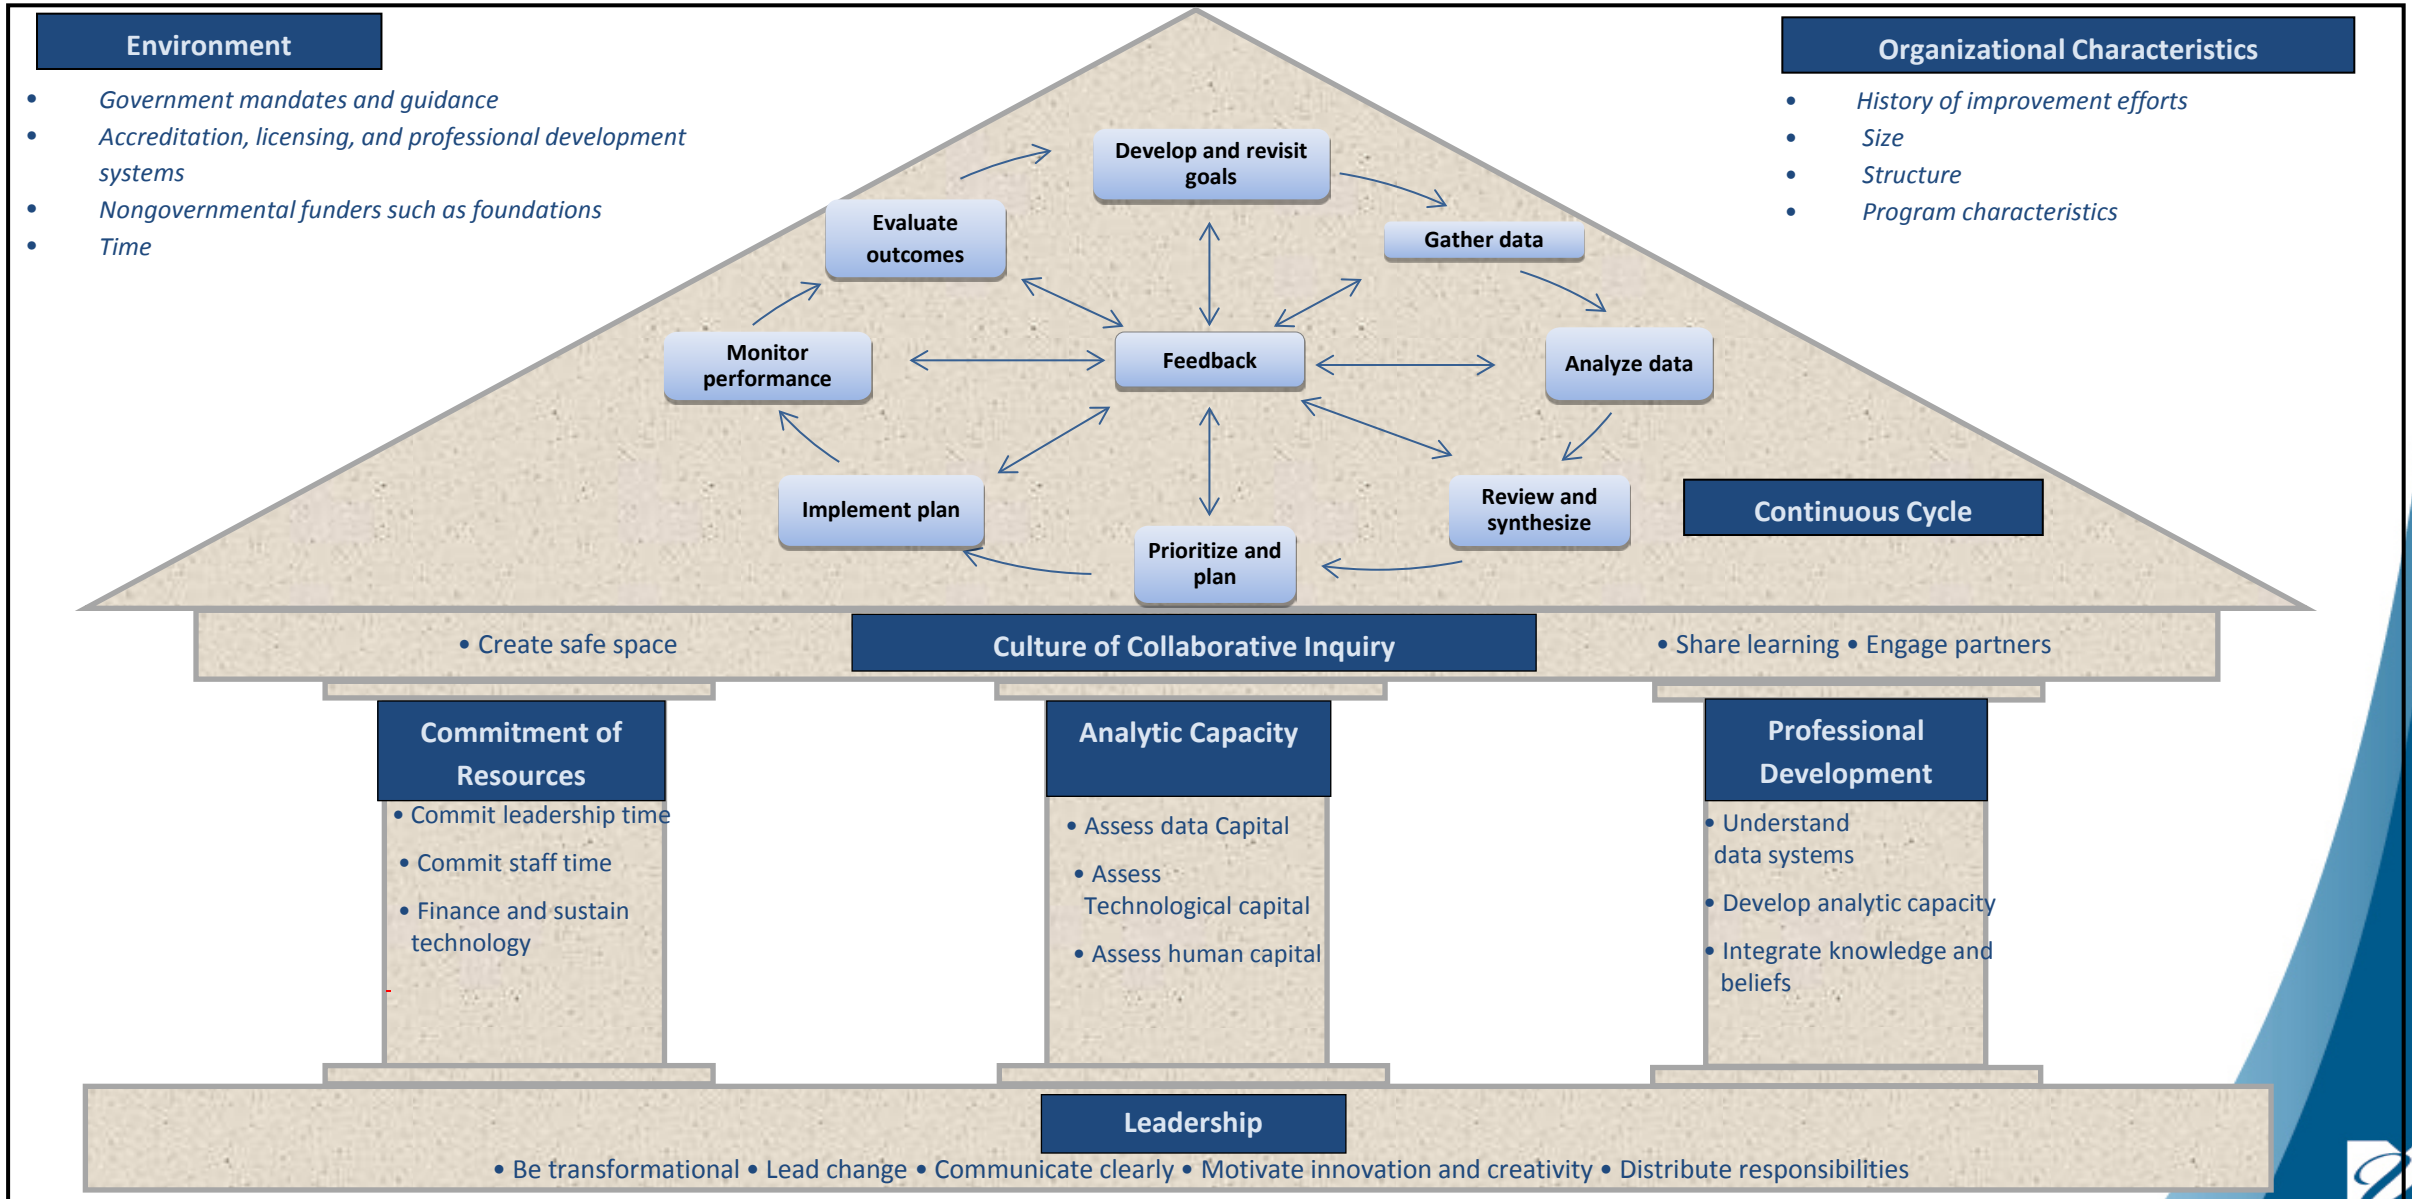 Environment
• Government mandates and guidance
• Accreditation, licensing, and professional development
systems
• Nongovernmental funders such as foundations
• Time
Organizational Characteristics
• History of improvement efforts
• Size
• Structure
• Program characteristics
Develop and revisit
goals
Gather data
Analyze data
Review and
synthesize
Prioritize and
plan
Implement plan
Monitor
performance
Evaluate
outcomes
Feedback
Continuous Cycle
• Create safe space
Culture of Collaborative Inquiry
• Share learning • Engage partners
Commitment of
Resources
• Commit leadership time
• Commit staff time
• Finance and sustain
technology
Analytic Capacity
• Assess data Capital
• Assess
Technological capital
• Assess human capital
Professional
Development
• Understand
data systems
• Develop analytic capacity
• Integrate knowledge and
beliefs
Leadership
• Be transformational • Lead change • Communicate clearly • Motivate innovation and creativity • Distribute responsibilities